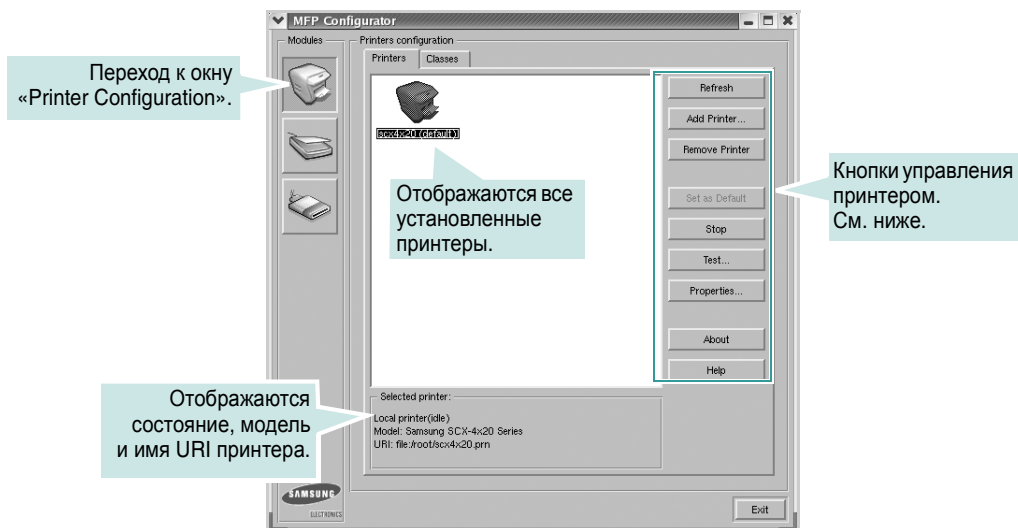 MFP Configurator
Modules
Printers configuration
Printers
Classes
Переход к окну
«Printer Configuration».
scx4x20 (default)
Отображаются все
установленные
принтеры.
Refresh
Add Printer...
Remove Printer
Set as Default
Stop
Test...
Properties...
About
Help
Кнопки управления
принтером.
См. ниже.
Отображаются
состояние, модель
и имя URI принтера.
Selected printer:
Local printer(idle)
Model: Samsung SCX-4x20 Series
URI: file:/root/scx4x20.prn
SAMSUNG
ELECTRONICS
Exit